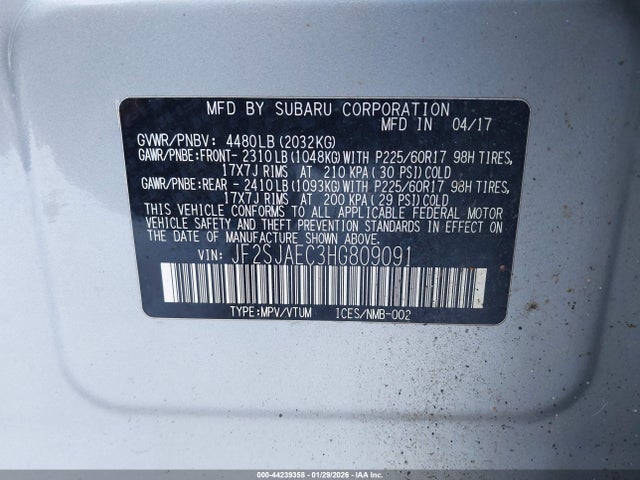 MFD BY SUBARU CORPORATION
MFD IN 04/17
GVWR/PNBV: 4480LB(2032KG)
GAWR/PNBE:FRONT- 2310LB(1048KG)WITH P225/60R17 98H TIRES,
17X7J RIMS AT 210 KPA( 30 PSI)COLD
GAWR/PNBE:REAR - 2410LB(1093KG)WITH P225/60R17 98H TIRES,
17X7J RIMS AT 200 KPA( 29 PSI)COLD
THIS VEHICLE CONFORMS TO ALL APPLICABLE FEDERAL MOTOR
VEHICLE SAFETY AND THEFT PREVENTION STANDARDS IN EFFECT
ON THE DATE OF MANUFACTURE SHOWN ABOVE.
VIN: JF2SJAEC3HG809091
TYPE:MPV/VTUM ICES/NMB-002
000-44239358 - 01/29/2026 - IAAI.COM